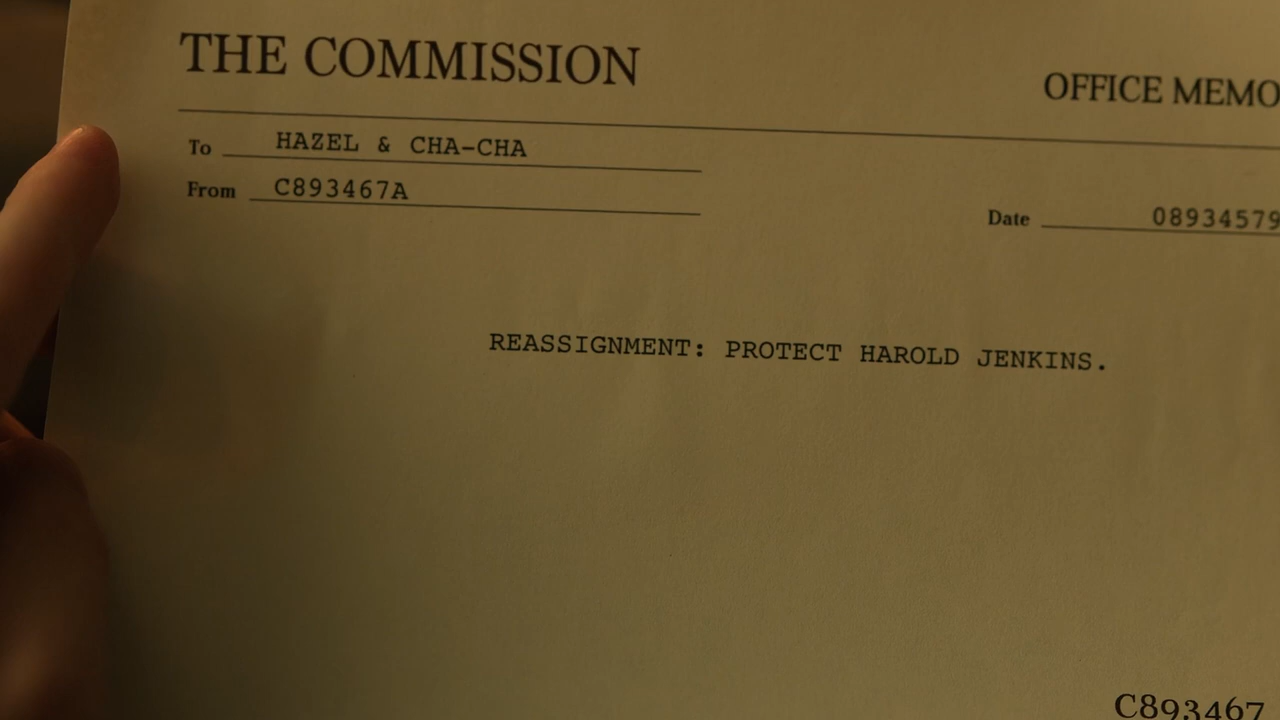 THE COMMISSION
OFFICE MEMO
To HAZEL & CHA-CHA
From C893467A
Date 08934579
REASSIGNMENT: PROTECT HAROLD JENKINS.
C893467